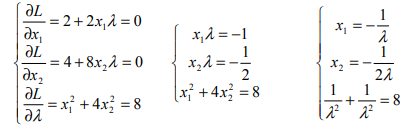 ∂L/∂x₁ = 2 + 2x₁λ = 0
∂L/∂x₂ = 4 + 8x₂λ = 0
∂L/∂λ = x₁² + 4x₂² = 8
x₁λ = −1
x₂λ = −1/2
x₁² + 4x₂² = 8
x₁ = −1/λ
x₂ = −1/2λ
1/λ² + 1/λ² = 8